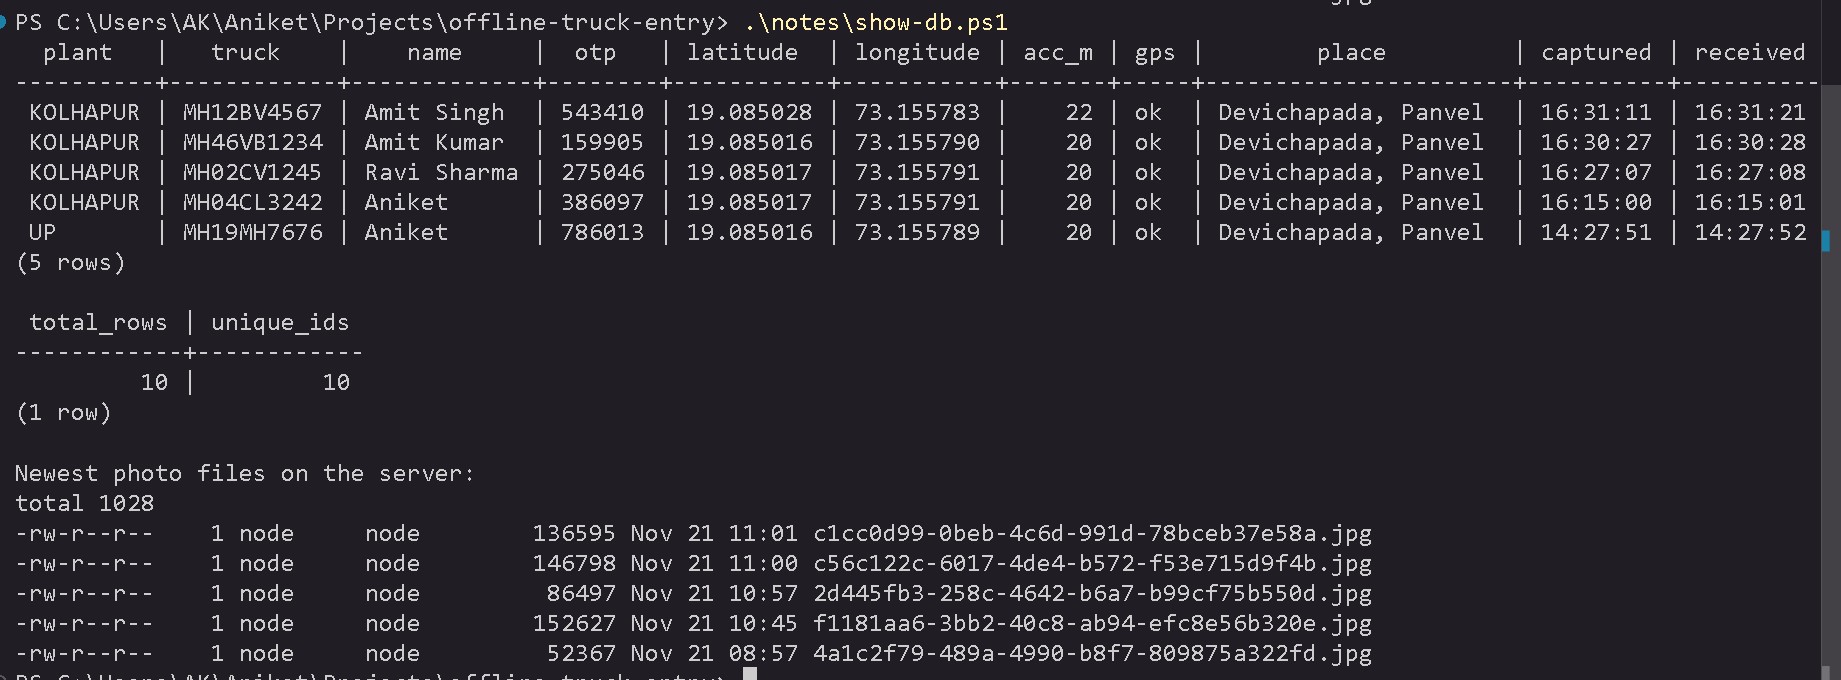 jpg
PS C:\Users\AK\Aniket\Projects\offline-truck-entry> .\notes\show-db.ps1
  plant   |   truck    |    name     |  otp   | latitude  | longitude | acc_m | gps |         place         | captured | received
----------+------------+-------------+--------+-----------+-----------+-------+-----+-----------------------+----------+----------
 KOLHAPUR | MH12BV4567 | Amit Singh  | 543410 | 19.085028 | 73.155783 |    22 | ok  | Devichapada, Panvel   | 16:31:11 | 16:31:21
 KOLHAPUR | MH46VB1234 | Amit Kumar  | 159905 | 19.085016 | 73.155790 |    20 | ok  | Devichapada, Panvel   | 16:30:27 | 16:30:28
 KOLHAPUR | MH02CV1245 | Ravi Sharma | 275046 | 19.085017 | 73.155791 |    20 | ok  | Devichapada, Panvel   | 16:27:07 | 16:27:08
 KOLHAPUR | MH04CL3242 | Aniket      | 386097 | 19.085017 | 73.155791 |    20 | ok  | Devichapada, Panvel   | 16:15:00 | 16:15:01
 UP       | MH19MH7676 | Aniket      | 786013 | 19.085016 | 73.155789 |    20 | ok  | Devichapada, Panvel   | 14:27:51 | 14:27:52
(5 rows)
 total_rows | unique_ids
------------+------------
         10 |         10
(1 row)
Newest photo files on the server:
total 1028
-rw-r--r--    1 node     node        136595 Nov 21 11:01 c1cc0d99-0beb-4c6d-991d-78bceb37e58a.jpg
-rw-r--r--    1 node     node        146798 Nov 21 11:00 c56c122c-6017-4de4-b572-f53e715d9f4b.jpg
-rw-r--r--    1 node     node         86497 Nov 21 10:57 2d445fb3-258c-4642-b6a7-b99cf75b550d.jpg
-rw-r--r--    1 node     node        152627 Nov 21 10:45 f1181aa6-3bb2-40c8-ab94-efc8e56b320e.jpg
-rw-r--r--    1 node     node         52367 Nov 21 08:57 4a1c2f79-489a-4990-b8f7-809875a322fd.jpg
PS C:\Users\AK\Aniket\Projects\offline-truck-entry>